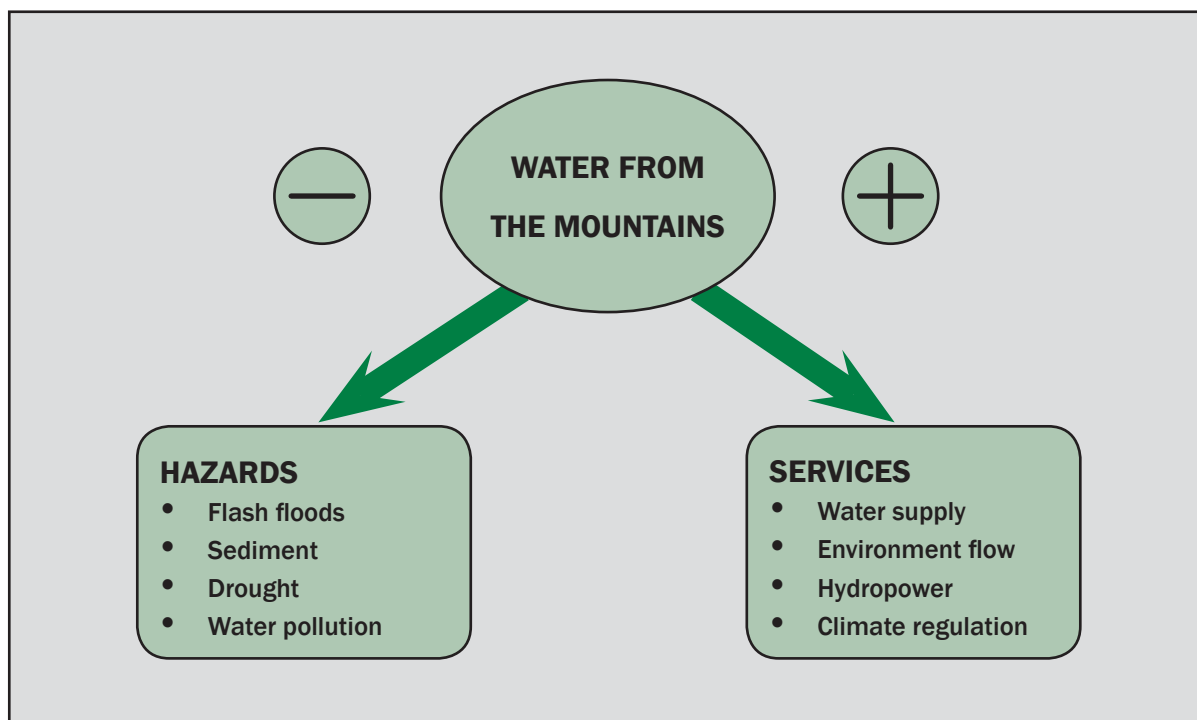 WATER FROM
THE MOUNTAINS
HAZARDS
• Flash floods
• Sediment
• Drought
• Water pollution
SERVICES
• Water supply
• Environment flow
• Hydropower
• Climate regulation